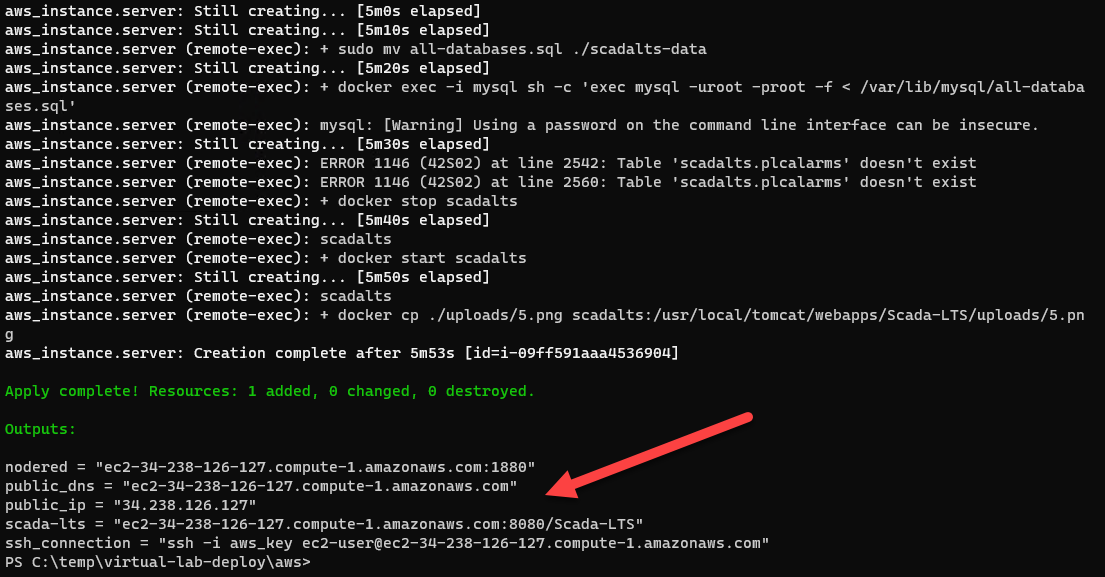 aws_instance.server: Still creating... [5m0s elapsed]
aws_instance.server: Still creating... [5m10s elapsed]
aws_instance.server (remote-exec): + sudo mv all-databases.sql ./scadalts-data
aws_instance.server: Still creating... [5m20s elapsed]
aws_instance.server (remote-exec): + docker exec -i mysql sh -c 'exec mysql -uroot -proot -f < /var/lib/mysql/all-databa
ses.sql'
aws_instance.server (remote-exec): mysql: [Warning] Using a password on the command line interface can be insecure.
aws_instance.server: Still creating... [5m30s elapsed]
aws_instance.server (remote-exec): ERROR 1146 (42S02) at line 2542: Table 'scadalts.plcalarms' doesn't exist
aws_instance.server (remote-exec): ERROR 1146 (42S02) at line 2560: Table 'scadalts.plcalarms' doesn't exist
aws_instance.server (remote-exec): + docker stop scadalts
aws_instance.server: Still creating... [5m40s elapsed]
aws_instance.server (remote-exec): scadalts
aws_instance.server (remote-exec): + docker start scadalts
aws_instance.server: Still creating... [5m50s elapsed]
aws_instance.server (remote-exec): scadalts
aws_instance.server (remote-exec): + docker cp ./uploads/5.png scadalts:/usr/local/tomcat/webapps/Scada-LTS/uploads/5.pn
g
aws_instance.server: Creation complete after 5m53s [id=i-09ff591aaa4536904]
Apply complete! Resources: 1 added, 0 changed, 0 destroyed.
Outputs:
nodered = "ec2-34-238-126-127.compute-1.amazonaws.com:1880"
public_dns = "ec2-34-238-126-127.compute-1.amazonaws.com"
public_ip = "34.238.126.127"
scada-lts = "ec2-34-238-126-127.compute-1.amazonaws.com:8080/Scada-LTS"
ssh_connection = "ssh -i aws_key ec2-user@ec2-34-238-126-127.compute-1.amazonaws.com"
PS C:\temp\virtual-lab-deploy\aws>